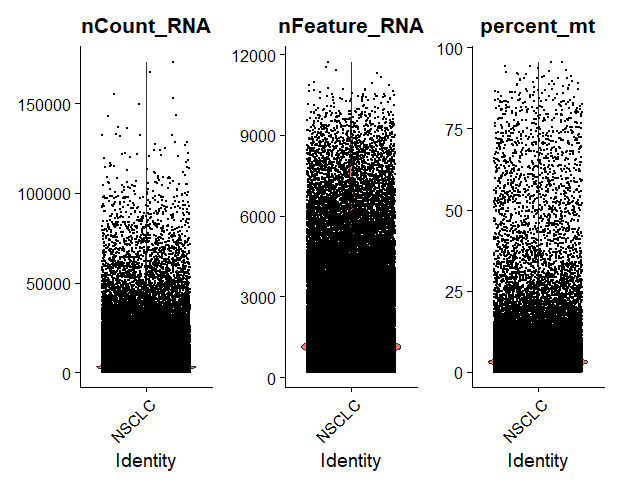 nCount_RNA
150000
100000
50000
0
NSCLC
Identity
nFeature_RNA
12000
9000
6000
3000
0
NSCLC
Identity
percent_mt
100
75
50
25
0
NSCLC
Identity